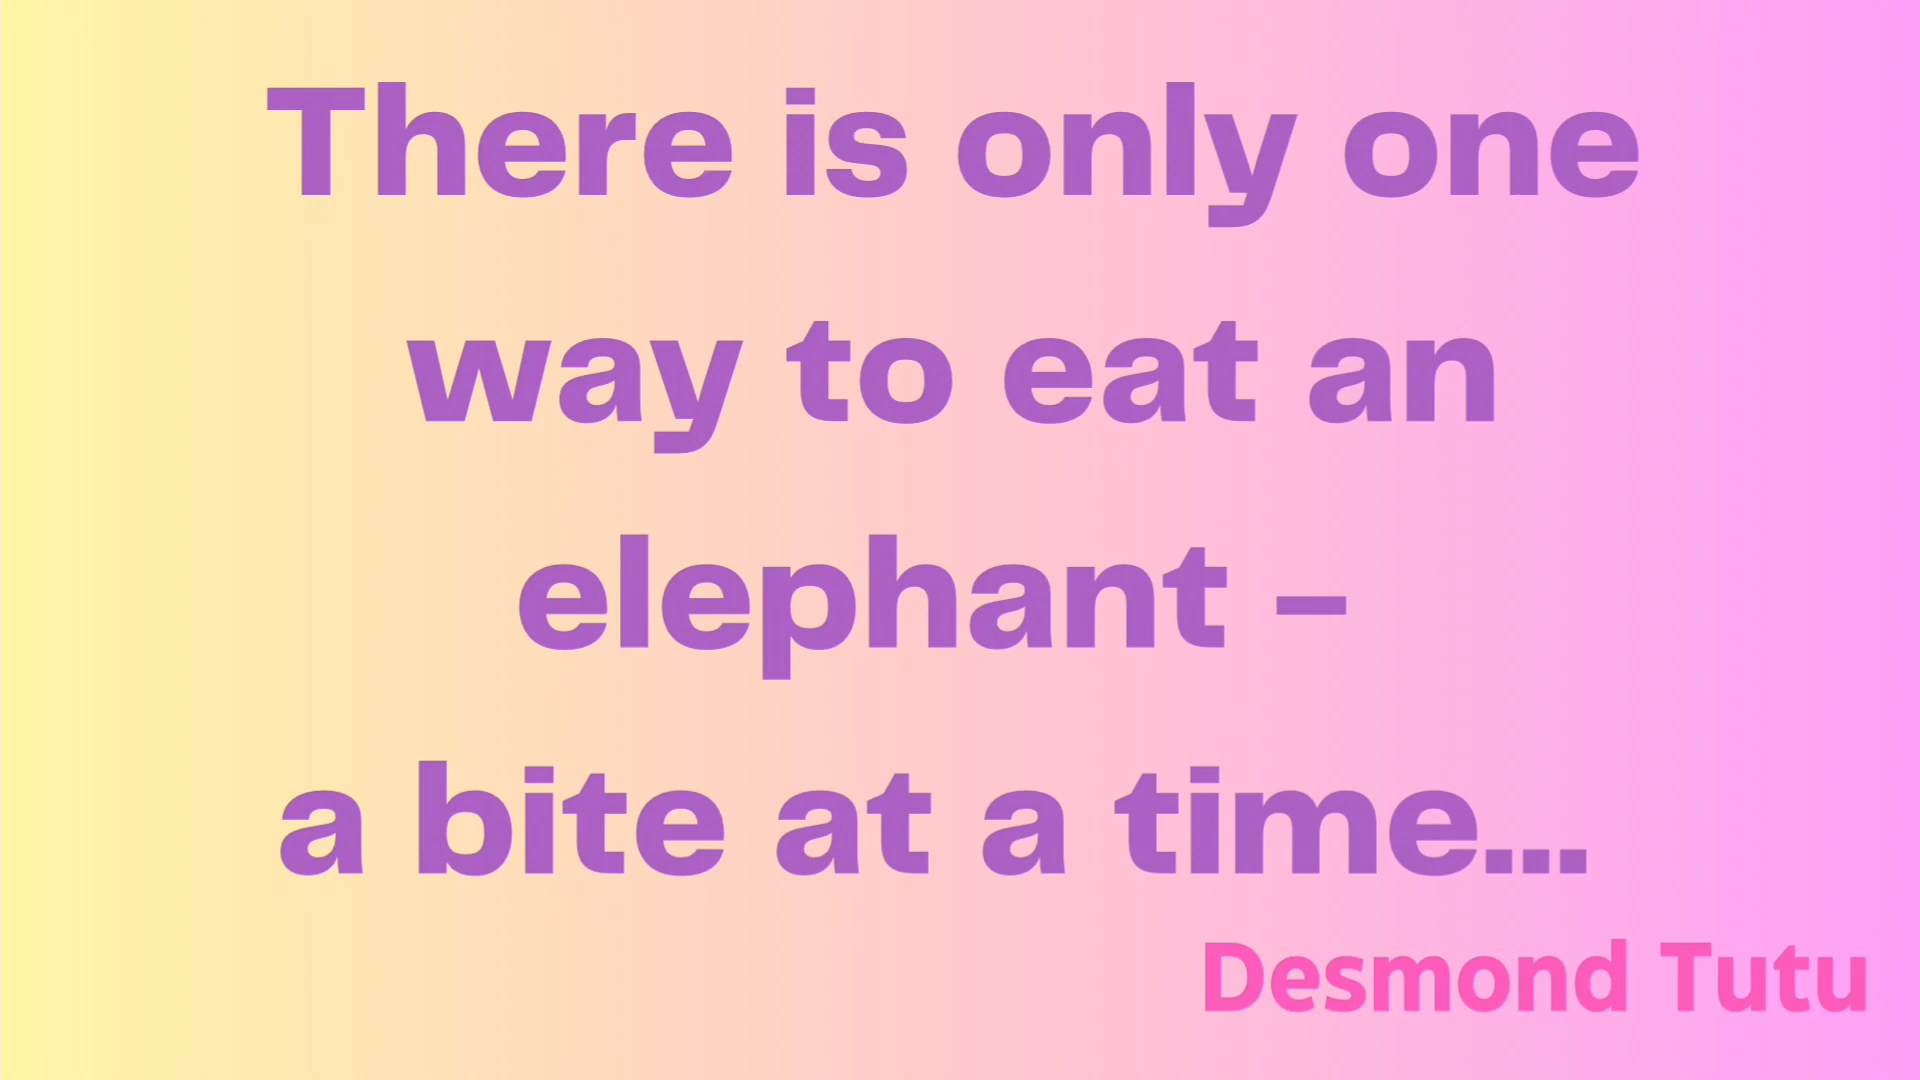 There is only one
way to eat an
elephant –
a bite at a time...
Desmond Tutu